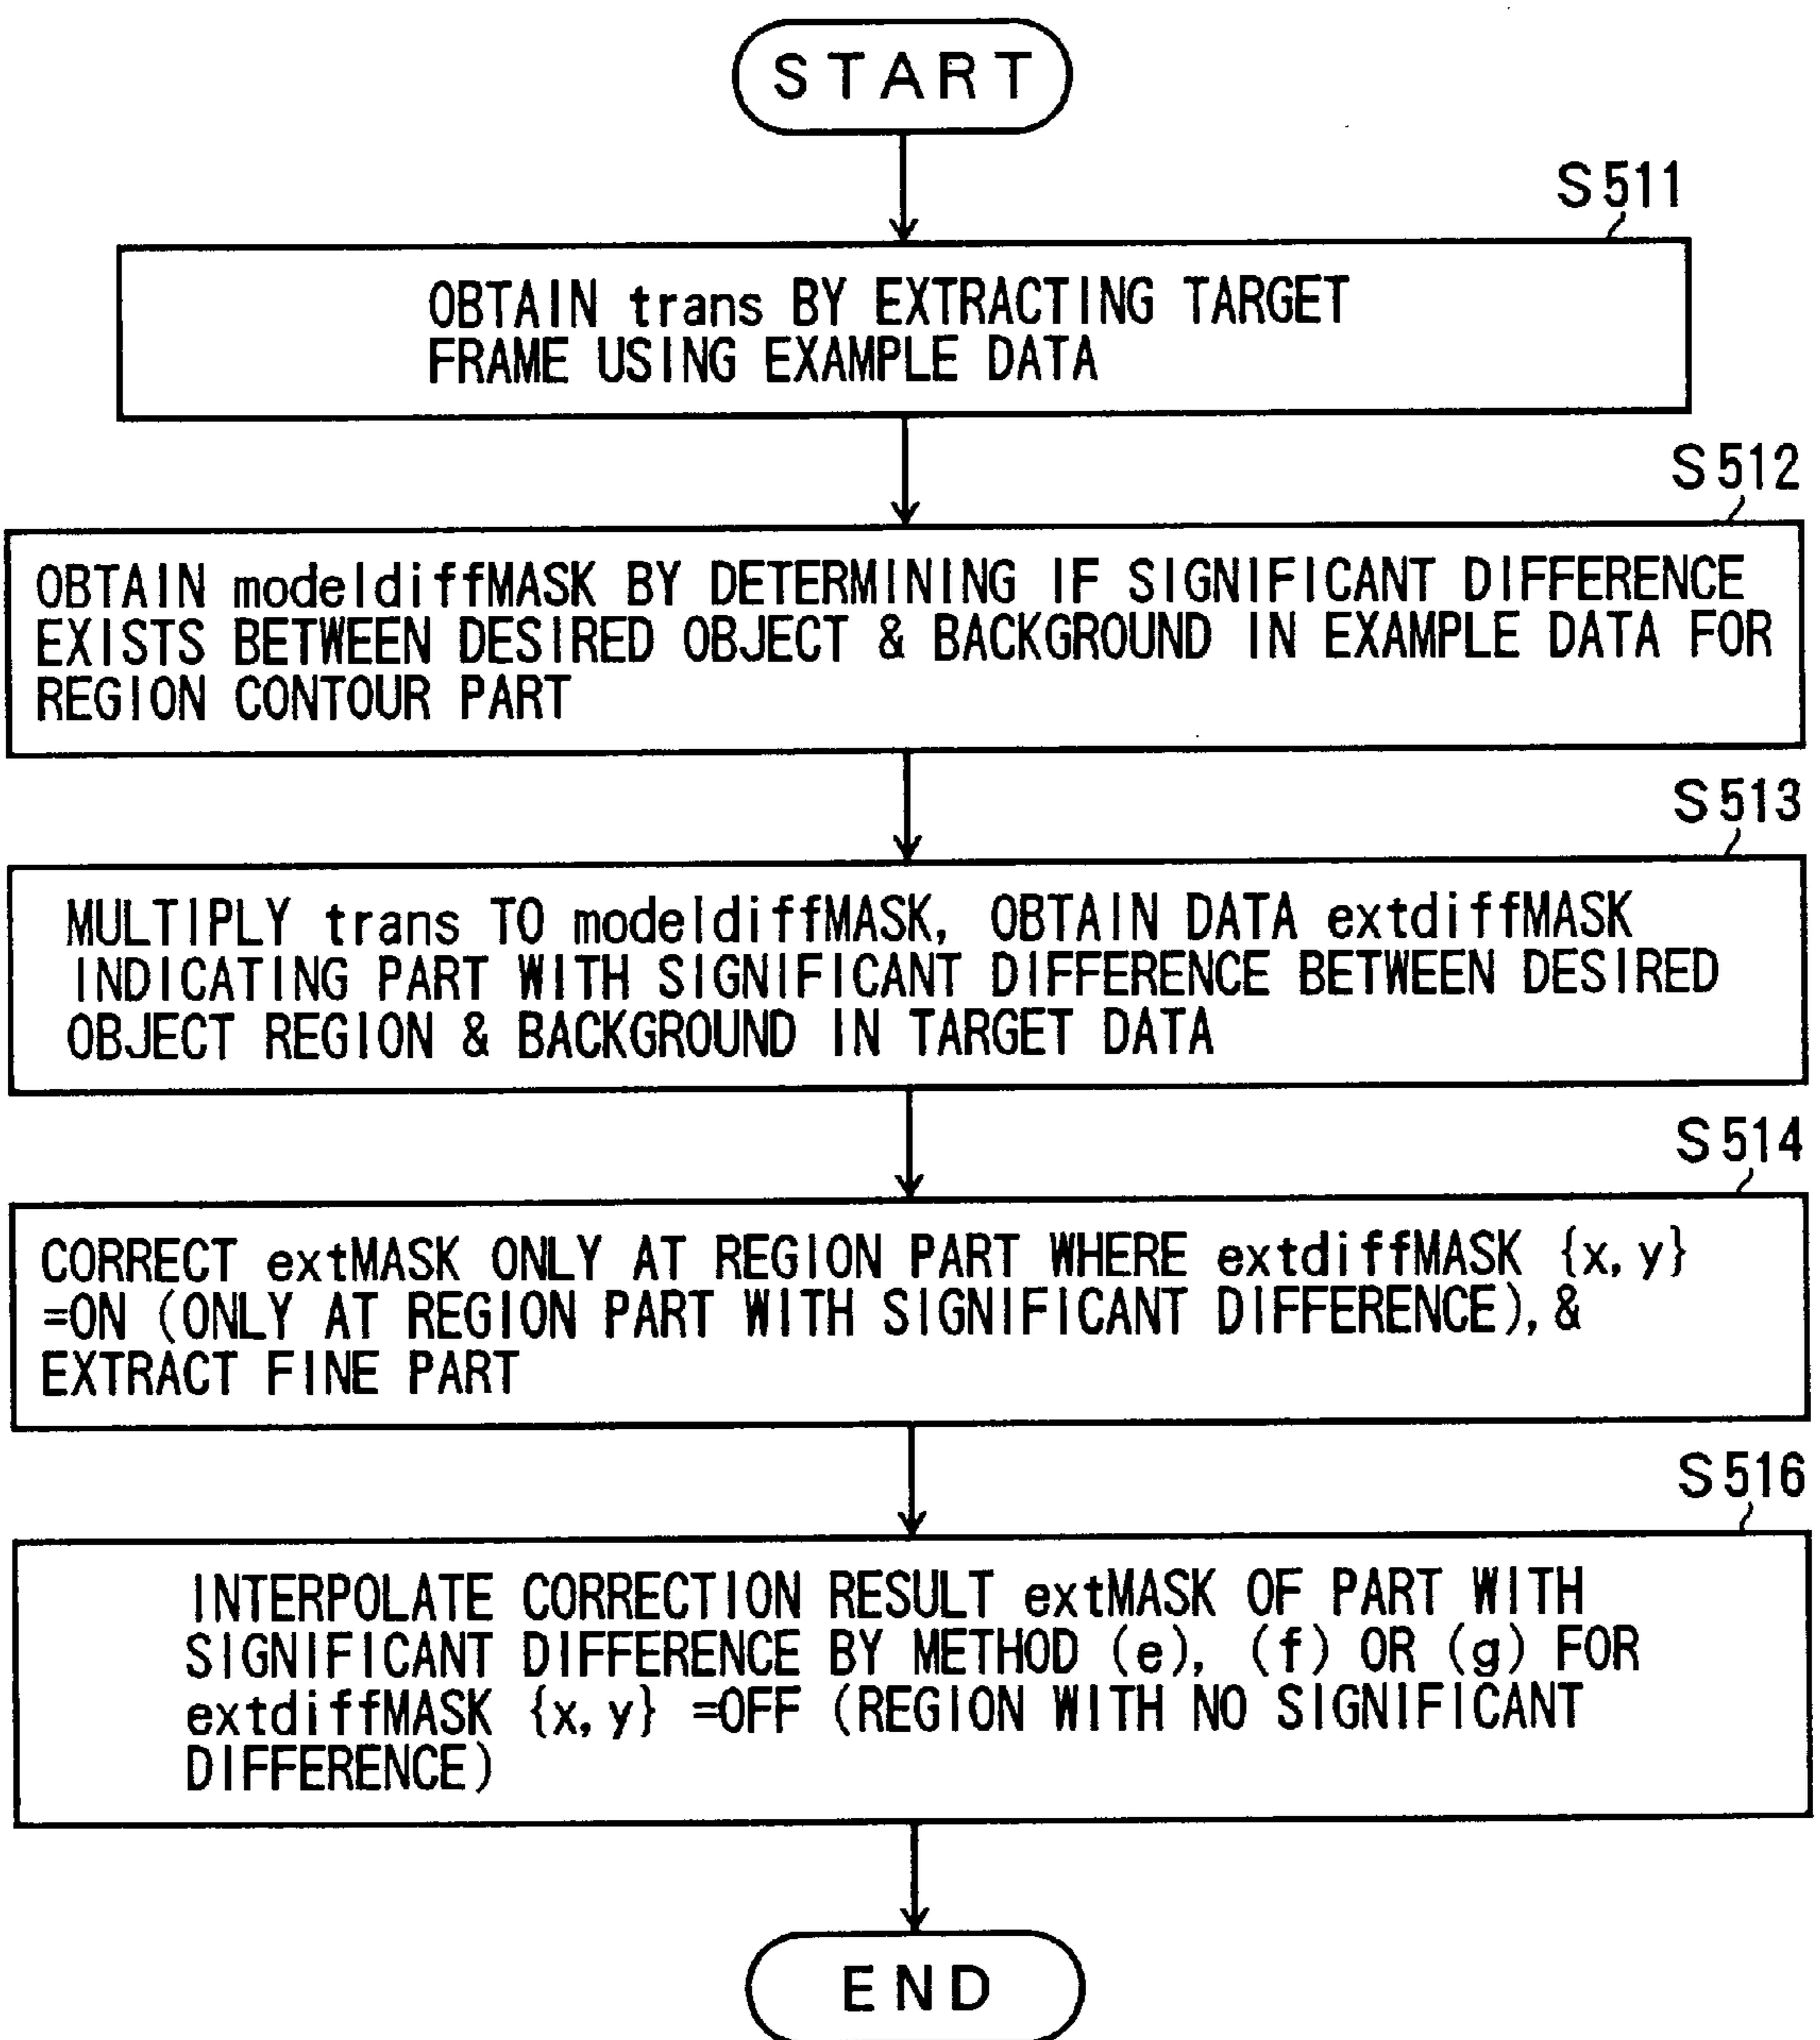 START
S511
OBTAIN trans BY EXTRACTING TARGET
FRAME USING EXAMPLE DATA
S512
OBTAIN modeldiffMASK BY DETERMINING IF SIGNIFICANT DIFFERENCE
EXISTS BETWEEN DESIRED OBJECT & BACKGROUND IN EXAMPLE DATA FOR
REGION CONTOUR PART
S513
MULTIPLY trans TO modeldiffMASK, OBTAIN DATA extdiffMASK
INDICATING PART WITH SIGNIFICANT DIFFERENCE BETWEEN DESIRED
OBJECT REGION & BACKGROUND IN TARGET DATA
S514
CORRECT extMASK ONLY AT REGION PART WHERE extdiffMASK {x, y}
=ON (ONLY AT REGION PART WITH SIGNIFICANT DIFFERENCE), &
EXTRACT FINE PART
S516
INTERPOLATE CORRECTION RESULT extMASK OF PART WITH
SIGNIFICANT DIFFERENCE BY METHOD (e), (f) OR (g) FOR
extdiffMASK {x, y} =OFF (REGION WITH NO SIGNIFICANT
DIFFERENCE)
END